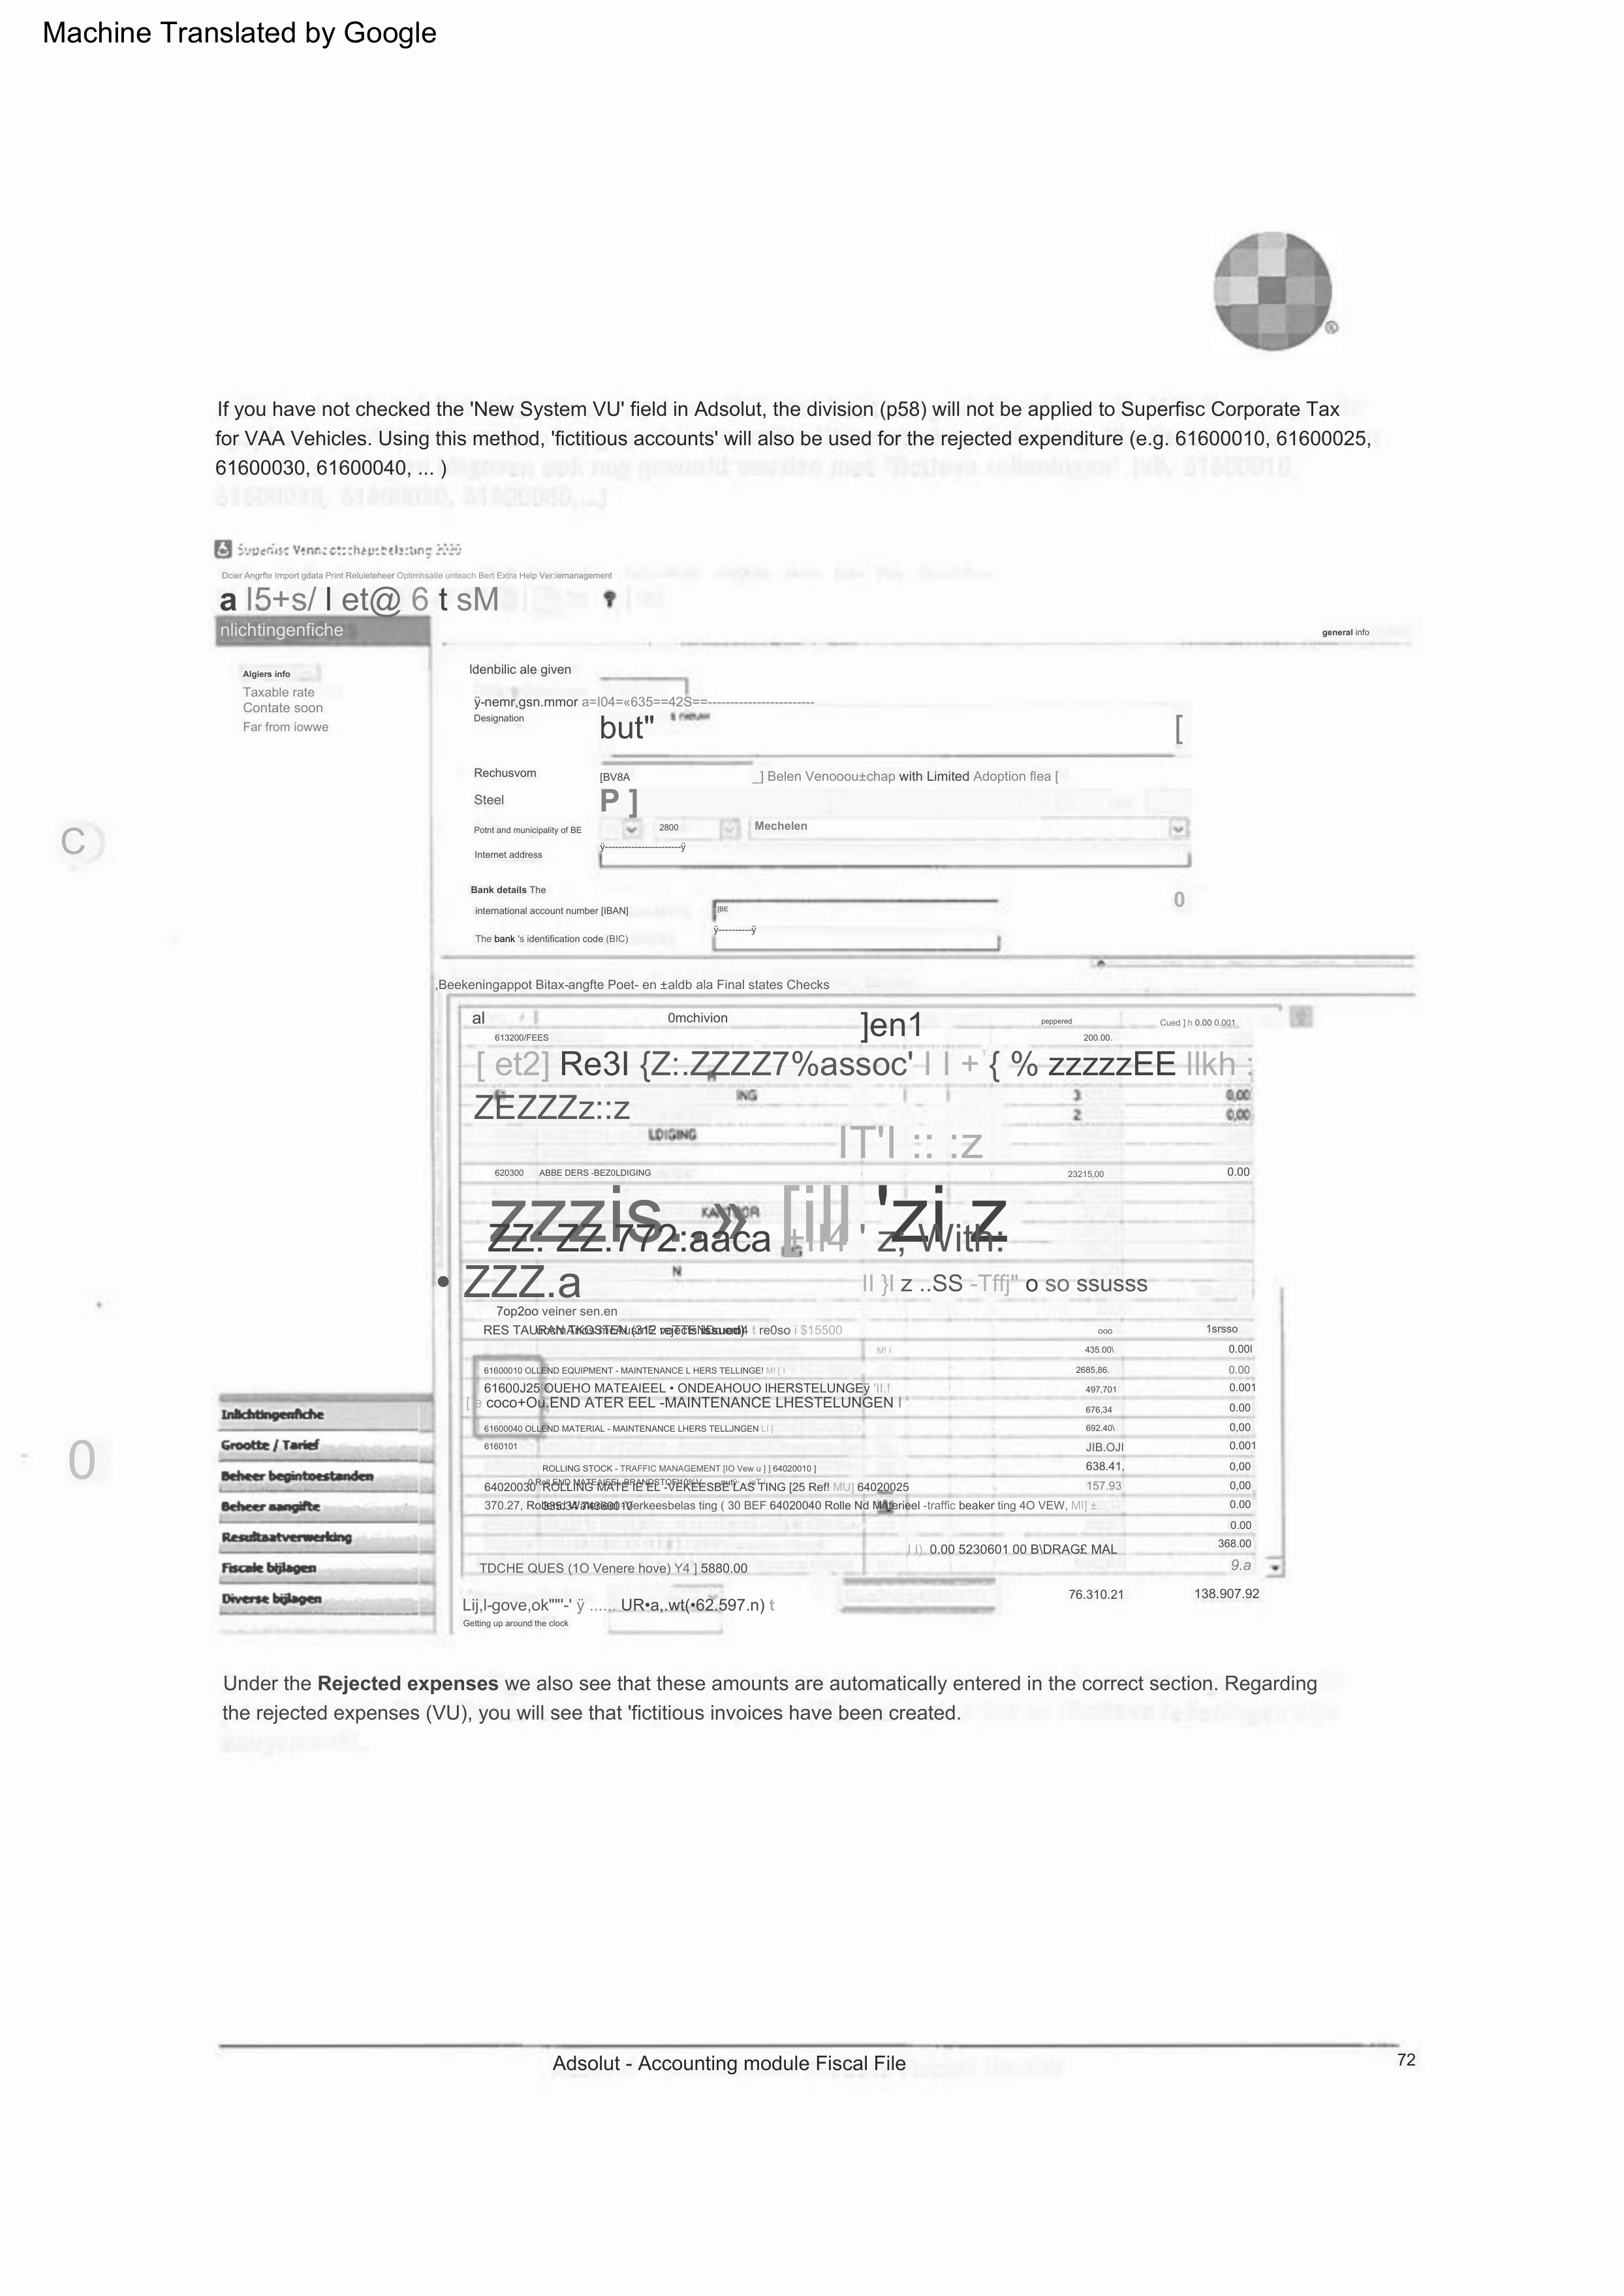 Machine Translated by Google
If you have not checked the 'New System VU' field in Adsolut, the division (p58) will not be applied to Superfisc Corporate Tax
for VAA Vehicles. Using this method, 'fictitious accounts' will also be used for the rejected expenditure (e.g. 61600010, 61600025,
61600030, 61600040, ... )
Superfisc Vennootschapsbelasting 2020
Dcier Angrfte Import gdata Print Reluieteheer Optimhsatie unteach Bert Extra Help Ver:iemanagement
a l5+s/ l et@ 6 t sM
nlichtingenfiche
general info
Algiers info
Taxable rate
Contate soon
Far from iowwe
Idenbilic ale given
ÿ-nemr,gsn.mmor a=I04=«635==42S==-------------------------
Designation
but"
[
Rechusvom [BV8A _] Belen Venooou±chap with Limited Adoption flea [
Steel P ]
Potnt and municipality of BE 2800 Mechelen
Internet address
Bank details The
0
international account number [IBAN] [BE
The bank 's identification code (BIC)
,Beekeningappot Bitax-angfte Poet- en ±aldb ala Final states Checks
al 0mchivion ]en1 peppered Cued ] h 0.00 0.001
613200/FEES 200.00.
[ et2] Re3l {Z:.ZZZZ7%assoc' l l + { % zzzzzEE llkh ;
ZEZZZz::z ING 3 0,00
2 0,00
LDIGING IT'I :: :z
620300 ABBE DERS -BEZ0LDIGING 23215,00 0.00
zzzis. » [ill 'zi z
ZZ. ZZ.772:aaca ±ll4 ' z, With:
• ZZZ.a N ll }l z ..SS -Tffj" o so ssusss
7op2oo veiner sen.en
RES TAURAN TKOSTEN re0so i $15500 ooo 1srsso
MI I 435.00\ 0.00l
61600010 OLLEND EQUIPMENT - MAINTENANCE L HERS TELLINGE! MI [ I 2685,86. 0.00
61600J25 OUEHO MATEAIEEL • ONDEAHOUO IHERSTELUNGEÿ 'II.! 497,701 0.001
coco+Ou.END ATER EEL -MAINTENANCE LHESTELUNGEN I ' 676,34 0.00
61600040 OLLEND MATERIAL - MAINTENANCE LHERS TELLJNGEN LI ] 692.40\ 0,00
6160101 JIB.OJI 0.001
ROLLING STOCK - TRAFFIC MANAGEMENT [IO Vew u ] ] 64020010 ] 638.41, 0,00
64020030 ROLLING MATE IE EL -VEKEESBE LAS TING [25 Ref! MU] 64020025 157.93 0,00
370.27, Rollend Materieel -Verkeesbelas ting ( 30 BEF 64020040 Rolle Nd Materieel -traffic beaker ting 4O VEW, MI] ±. 0.00
0.00
I I). 0.00 5230601 00 B\DRAG£ MAL 368.00
TDCHE QUES (1O Venere hove) Y4 ] 5880.00 9.a
Lij,l-gove,ok""'-' ÿ ...... UR•a,.wt(•62.597.n) t 76.310.21 138.907.92
Getting up around the clock
Inlichtingenfiche
Grootte / Tarief
Beheer begintoestanden
Beheer aangifte
Resultaatverwerking
Fiscale bijlagen
Diverse bijlagen
C
0
Under the Rejected expenses we also see that these amounts are automatically entered in the correct section. Regarding
the rejected expenses (VU), you will see that 'fictitious invoices have been created.
Adsolut - Accounting module Fiscal File 72